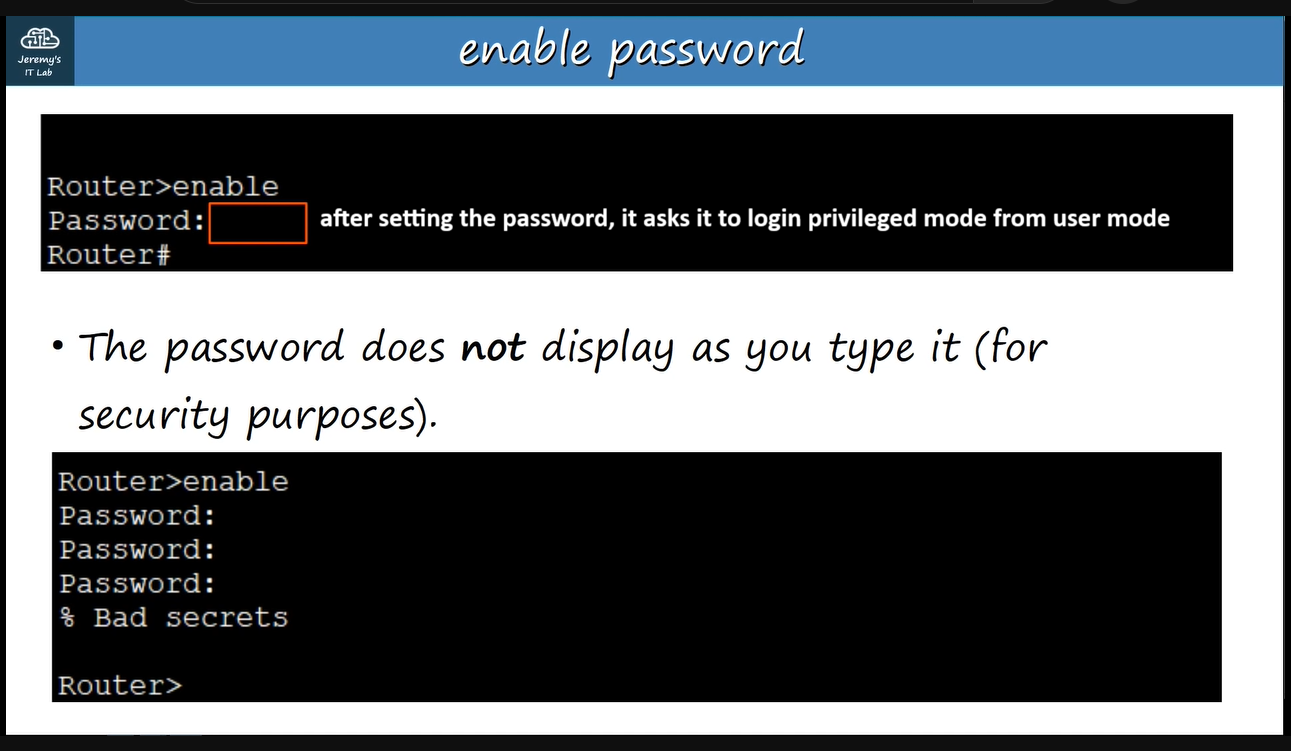 Jeremy's
IT Lab
enable password
Router>enable
Password:
after setting the password, it asks it to login privileged mode from user mode
Router#
• The password does not display as you type it (for
security purposes).
Router>enable
Password:
Password:
Password:
% Bad secrets
Router>